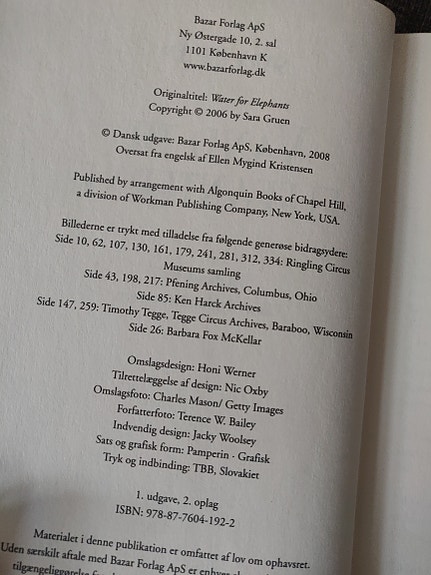 Bazar Forlag ApS
Ny Østergade 10, 2. sal
1101 København K
www.bazarforlag.dk
Originaltitel: Water for Elephants
Copyright © 2006 by Sara Gruen
© Dansk udgave: Bazar Forlag ApS, København, 2008
Oversat fra engelsk af Ellen Mygind Kristensen
Published by arrangement with Algonquin Books of Chapel Hill,
a division of Workman Publishing Company, New York, USA.
Billederne er trykt med tilladelse fra følgende generøse bidragsydere:
Side 10, 62, 107, 130, 161, 179, 241, 281, 312, 334: Ringling Circus
Museums samling
Side 43, 198, 217: Pfening Archives, Columbus, Ohio
Side 85: Ken Harck Archives
Side 147, 259: Timothy Tegge, Tegge Circus Archives, Baraboo, Wisconsin
Side 26: Barbara Fox McKellar
Omslagsdesign: Honi Werner
Tilrettelæggelse af design: Nic Oxby
Omslagsfoto: Charles Mason/ Getty Images
Forfatterfoto: Terence W. Bailey
Indvendig design: Jacky Woolsey
Sats og grafisk form: Pamperin · Grafisk
Tryk og indbinding: TBB, Slovakiet
1. udgave, 2. oplag
ISBN: 978-87-7604-192-2
Materialet i denne publikation er omfattet af lov om ophavsret.
Uden særskilt aftale med Bazar Forlag ApS er enhver
tilgængeliggørelse